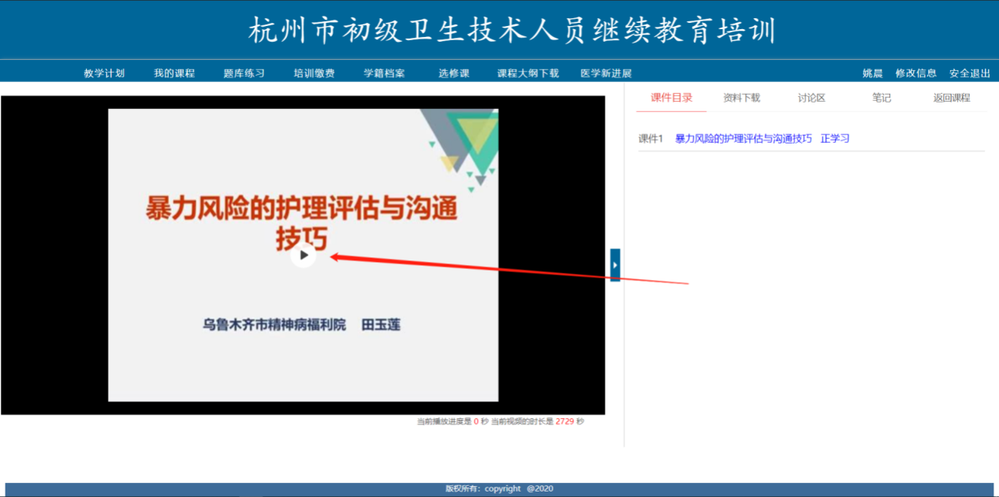 杭州市初级卫生技术人员继续教育培训
教学计划 我的课程 题库练习 培训缴费 学籍档案 选修课 课程大纲下载 医学新进展 姚晨 修改信息 安全退出
课件目录 资料下载 讨论区 笔记 返回课程
课件1 暴力风险的护理评估与沟通技巧 正学习
暴力风险的护理评估与沟通
技巧
乌鲁木齐市精神病福利院 田玉莲
当前播放进度是 0 秒 当前视频的时长是 2729 秒
版权所有：copyright @2020